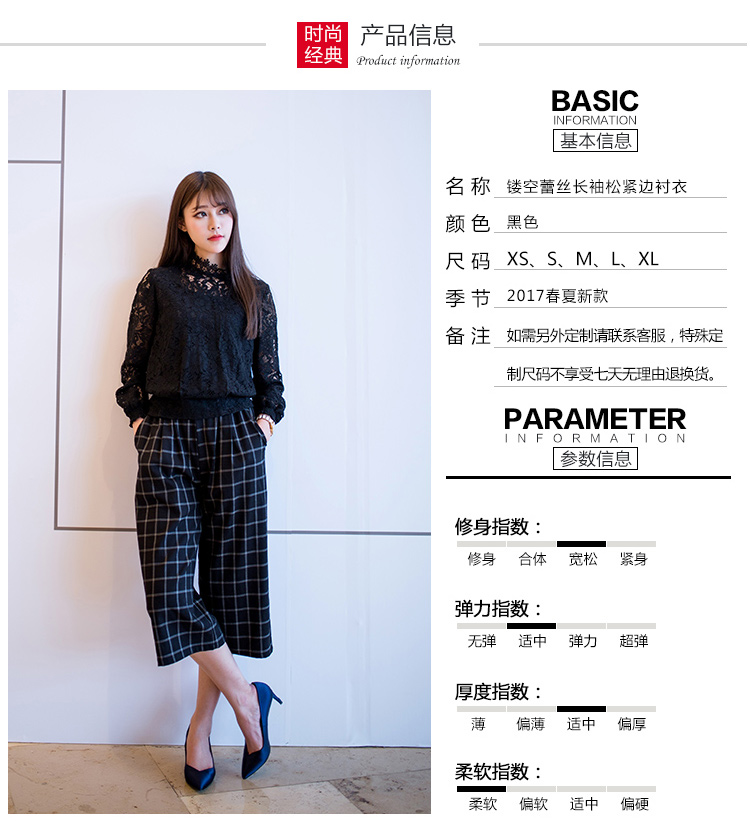 时尚
经典
产品信息
Product information
BASIC
INFORMATION
基本信息
名称 镂空蕾丝长袖松紧边衬衣
颜色 黑色
尺码 XS、S、M、L、XL
季节 2017春夏新款
备注 如需另外定制请联系客服，特殊定
制尺码不享受七天无理由退换货。
PARAMETER
INFORMATION
参数信息
修身指数：
修身 合体 宽松 紧身
弹力指数：
无弹 适中 弹力 超弹
厚度指数：
薄 偏薄 适中 偏厚
柔软指数：
柔软 偏软 适中 偏硬